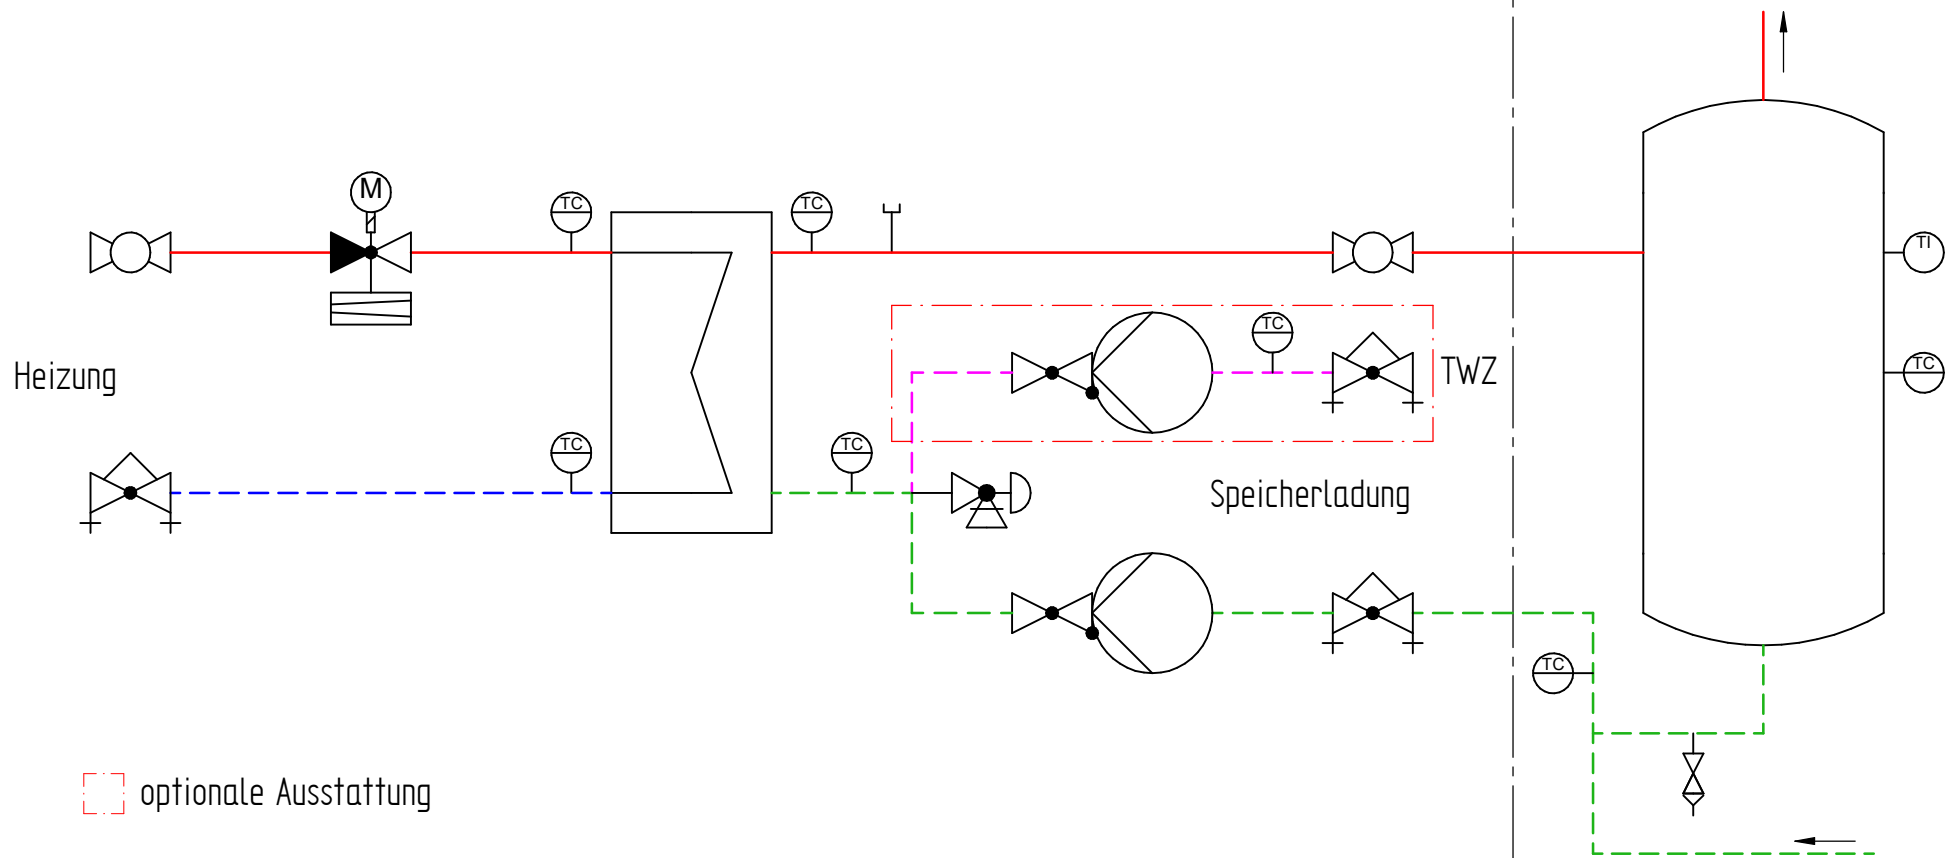 M
TC
TC
TI
TC
TWZ
TC
Heizung
TC
TC
Speicherladung
TC
optionale Ausstattung